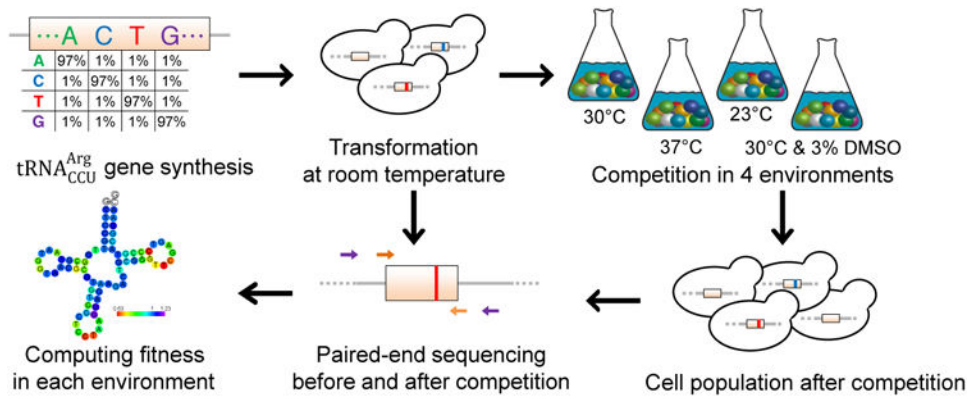 ···A C T G···
A 97% 1% 1% 1%
C 1% 97% 1% 1%
T 1% 1% 97% 1%
G 1% 1% 1% 97%
tRNA Arg CCU gene synthesis
Transformation
at room temperature
30°C
37°C
23°C
30°C & 3% DMSO
Competition in 4 environments
Computing fitness
in each environment
Paired-end sequencing
before and after competition
Cell population after competition